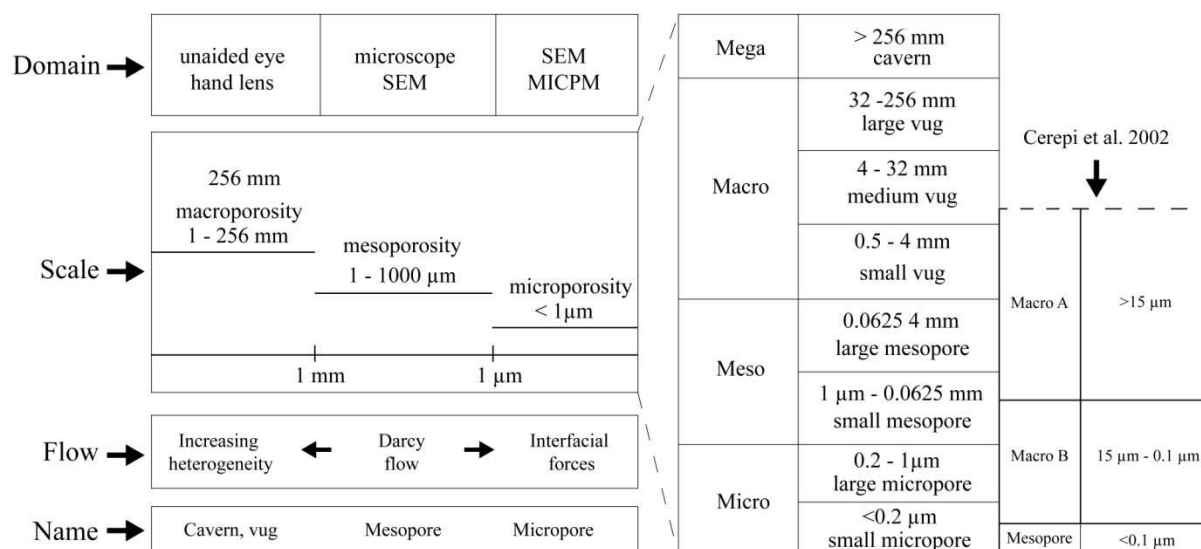 Domain
unaided eye
hand lens
microscope
SEM
SEM
MICPM
Scale
256 mm
macroporosity
1 - 256 mm
mesoporosity
1 - 1000 µm
microporosity
< 1µm
1 mm
1 µm
Flow
Increasing
heterogeneity
Darcy
flow
Interfacial
forces
Name
Cavern, vug
Mesopore
Micropore
Mega
> 256 mm
cavern
Macro
32 -256 mm
large vug
4 - 32 mm
medium vug
0.5 - 4 mm
small vug
Meso
0.0625 4 mm
large mesopore
1 µm - 0.0625 mm
small mesopore
Micro
0.2 - 1µm
large micropore
<0.2 µm
small micropore
Cerepi et al. 2002
Macro A
>15 µm
Macro B
15 µm - 0.1 µm
Mesopore
<0.1 µm